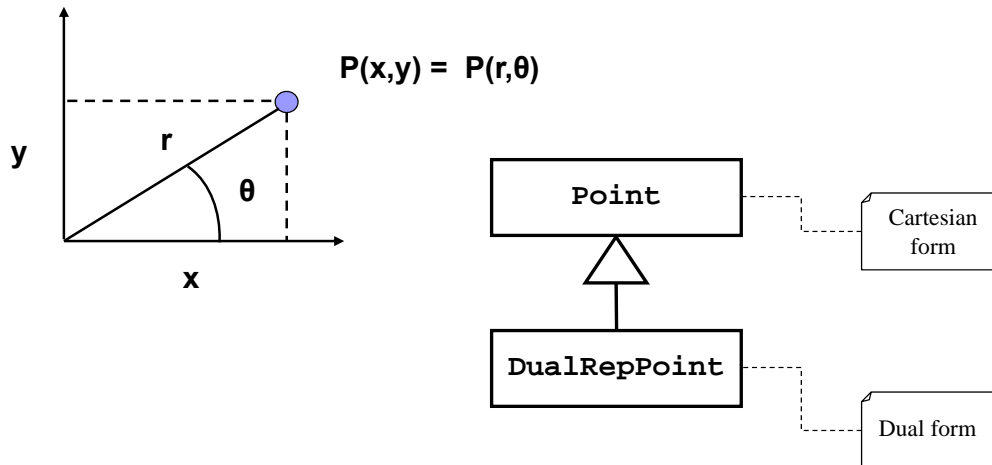 P(x,y) = P(r,θ)
y
r
θ
x
Point
Cartesian
form
DualRepPoint
Dual form